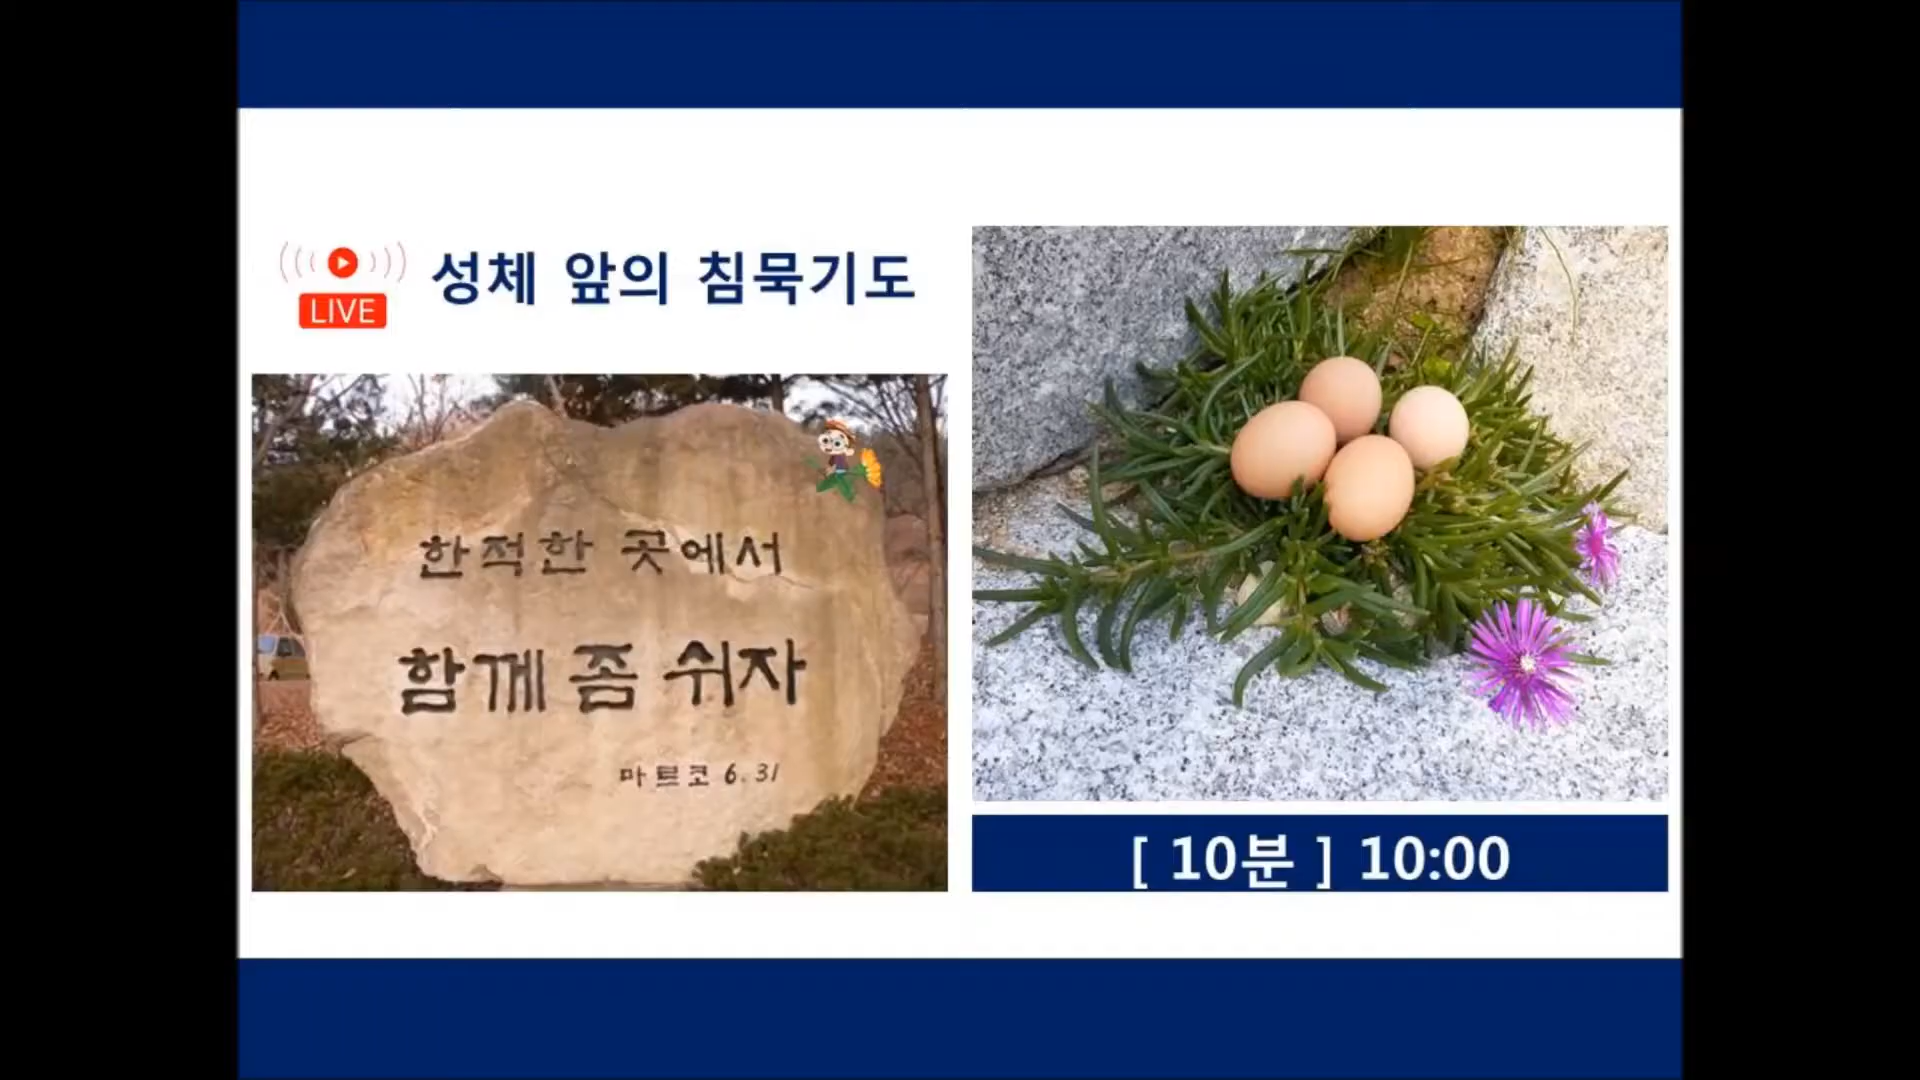 LIVE
성체 앞의 침묵기도
한적한 곳에서
함께 좀 쉬자
마르코 6. 31
[ 10분 ] 10:00